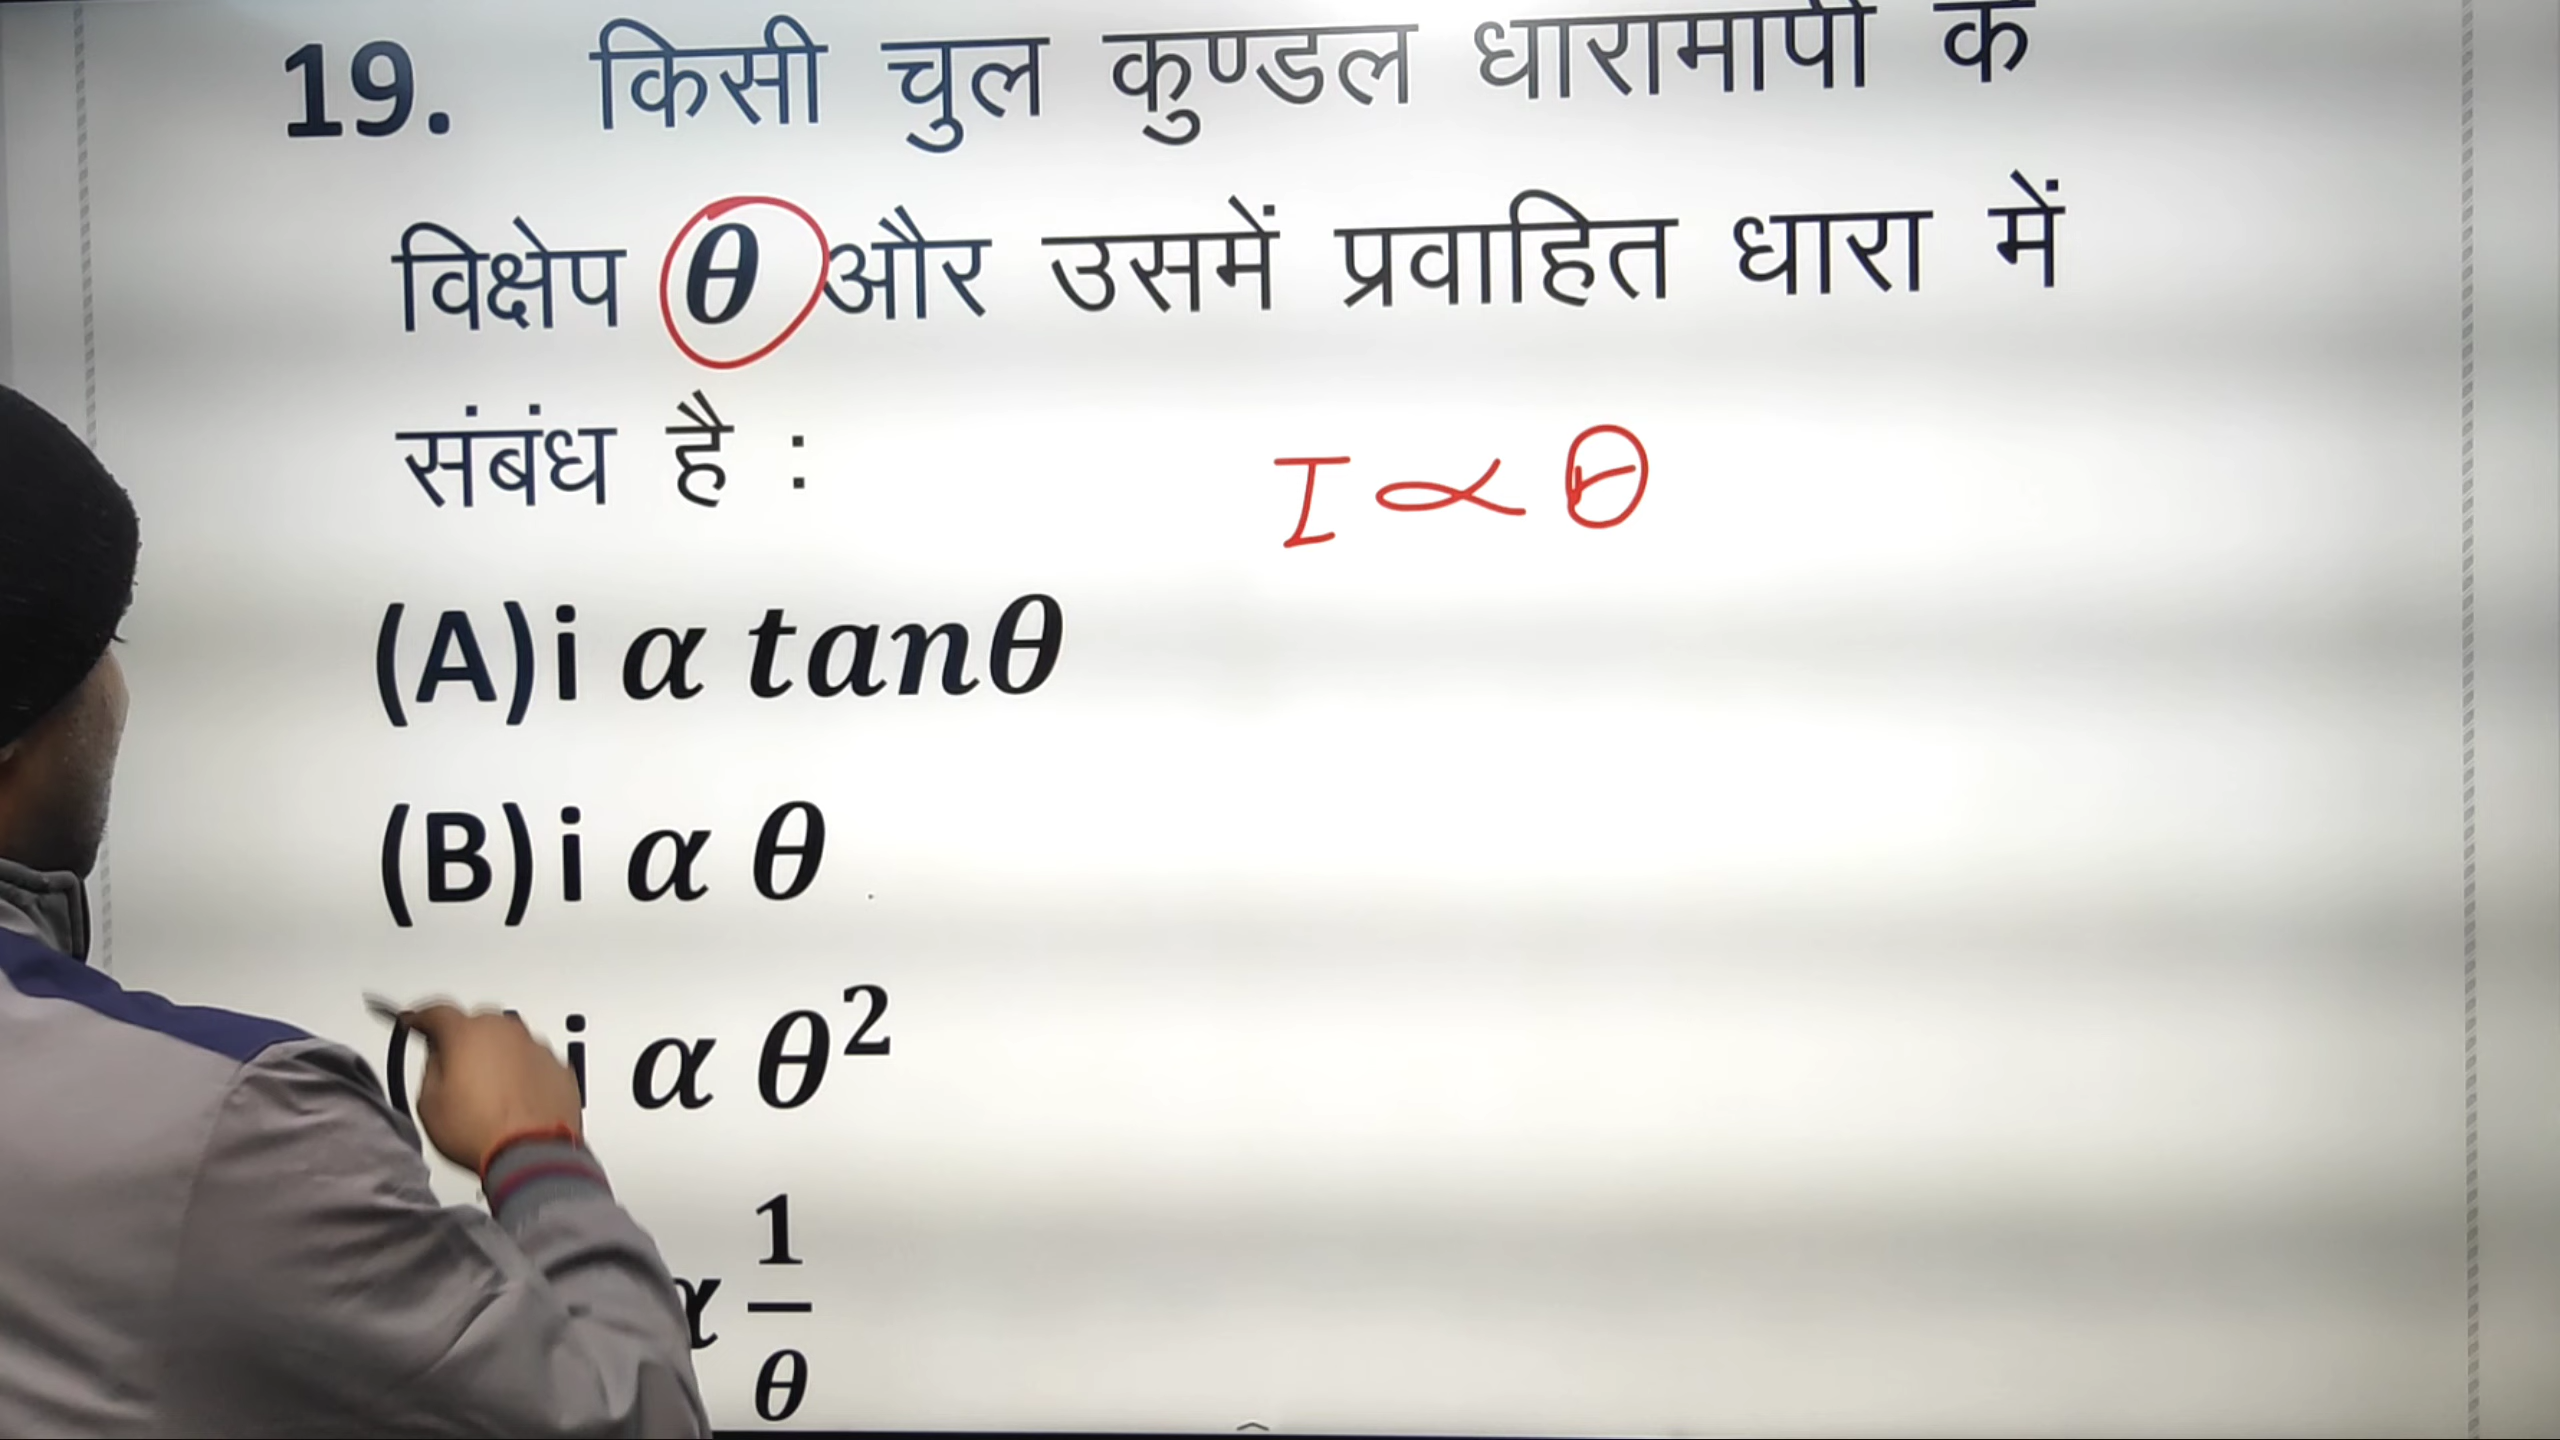 19. किसी चुल कुण्डल धारामापी के
विक्षेप θ और उसमें प्रवाहित धारा में
संबंध है :
I ∝ θ
(A) i α tanθ
(B) i α θ
( i α θ²
α 1/θ